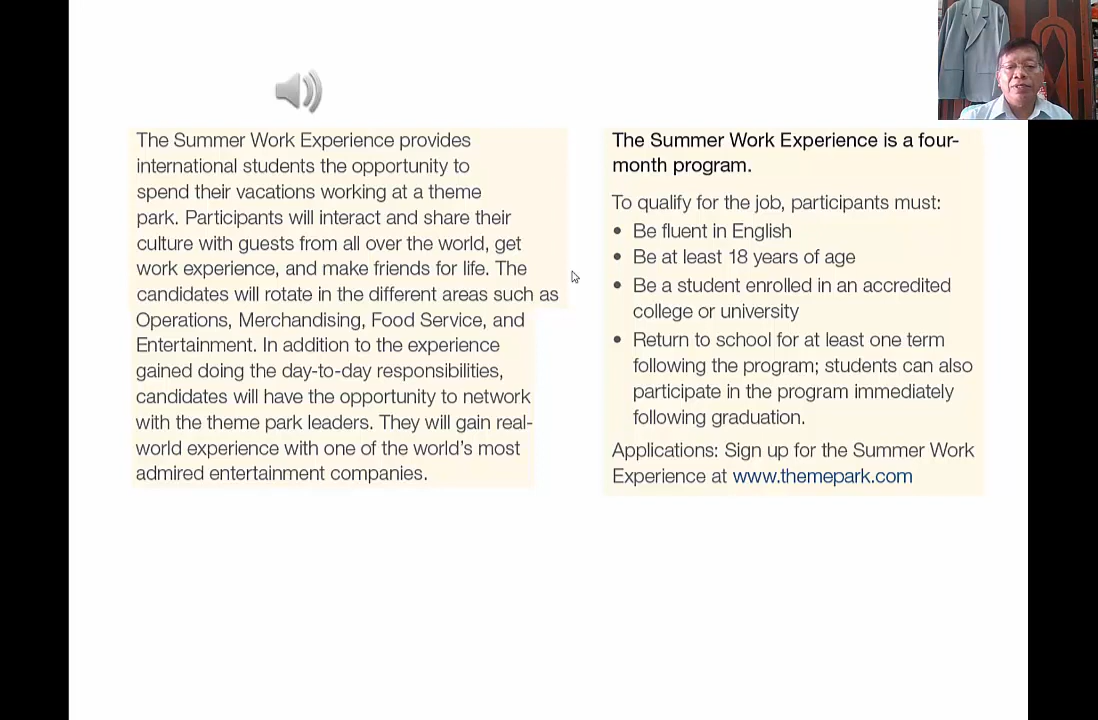 The Summer Work Experience provides
international students the opportunity to
spend their vacations working at a theme
park. Participants will interact and share their
culture with guests from all over the world, get
work experience, and make friends for life. The
candidates will rotate in the different areas such as
Operations, Merchandising, Food Service, and
Entertainment. In addition to the experience
gained doing the day-to-day responsibilities,
candidates will have the opportunity to network
with the theme park leaders. They will gain real-
world experience with one of the world's most
admired entertainment companies.
The Summer Work Experience is a four-
month program.
To qualify for the job, participants must:
• Be fluent in English
• Be at least 18 years of age
• Be a student enrolled in an accredited
college or university
• Return to school for at least one term
following the program; students can also
participate in the program immediately
following graduation.
Applications: Sign up for the Summer Work
Experience at www.themepark.com